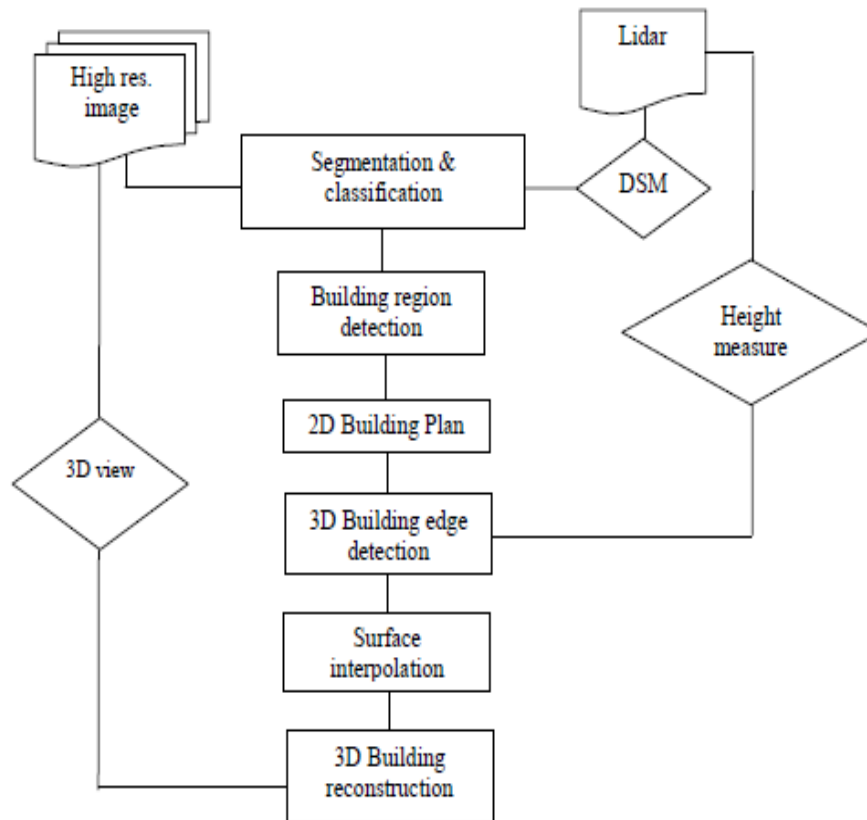 High res.
image
Lidar
Segmentation &
classification
DSM
Building region
detection
Height
measure
2D Building Plan
3D view
3D Building edge
detection
Surface
interpolation
3D Building
reconstruction